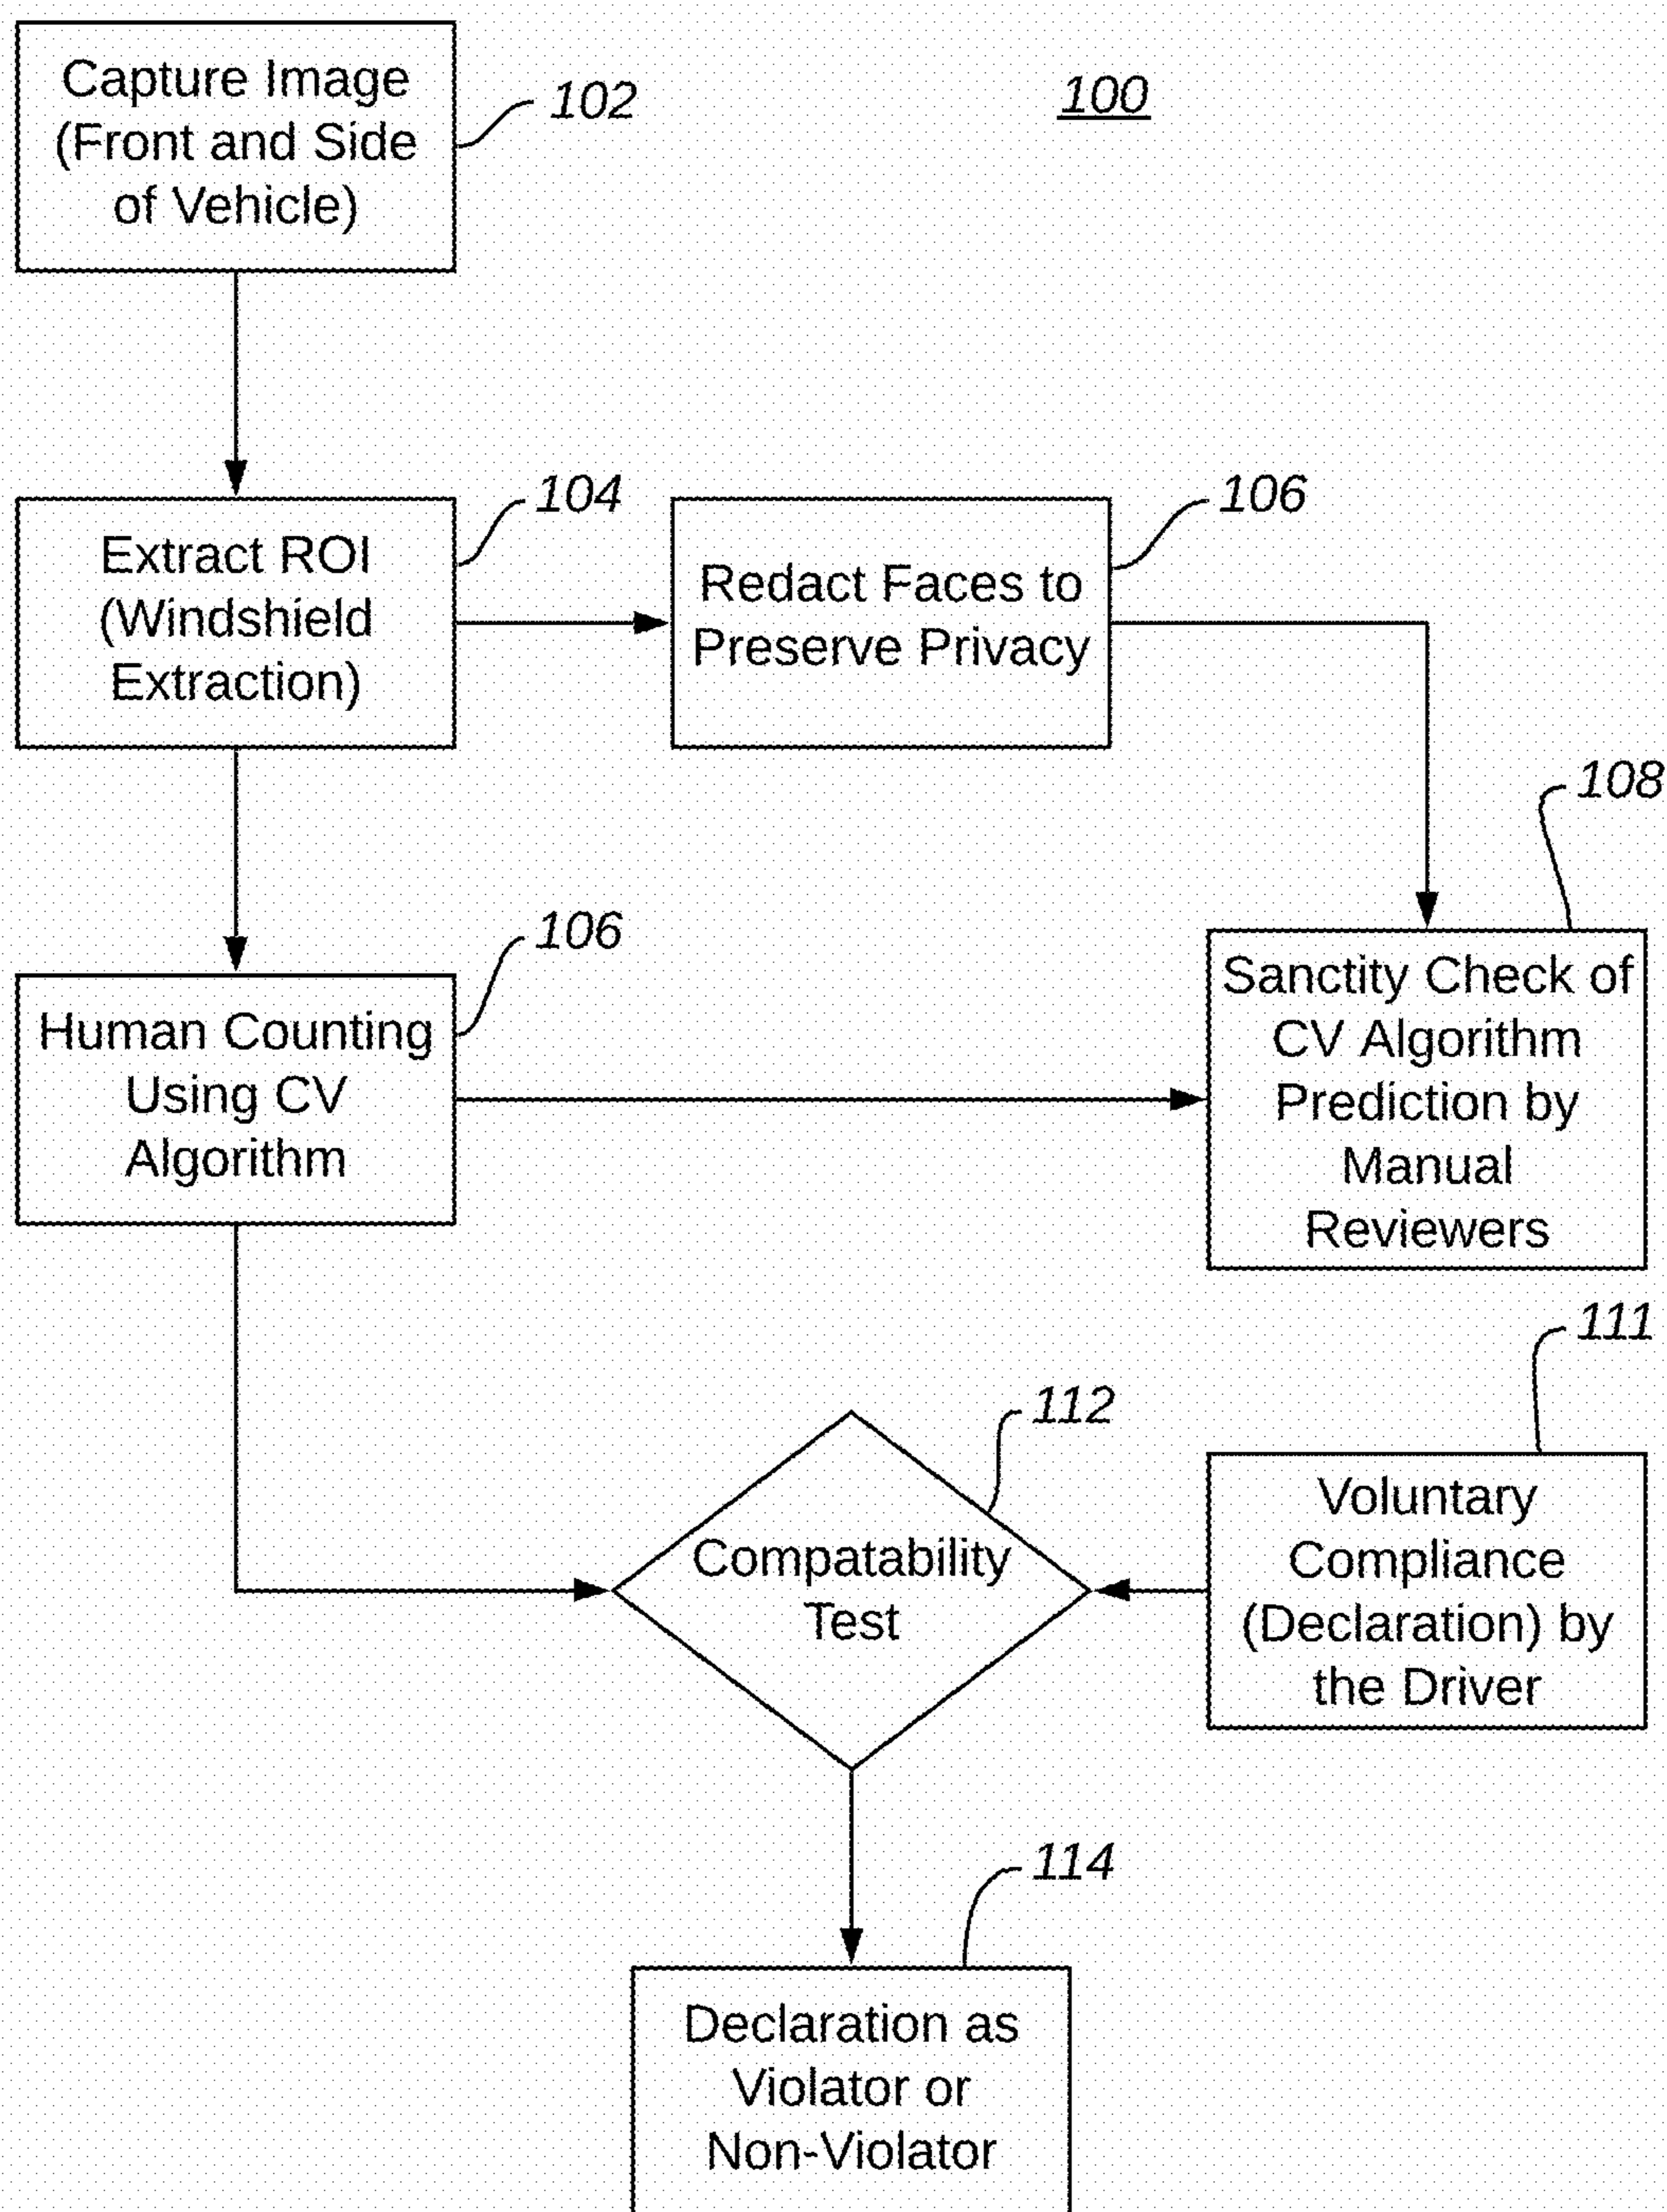 Capture Image
(Front and Side
of Vehicle)
102
100
Extract ROI
(Windshield
Extraction)
104
Redact Faces to
Preserve Privacy
106
108
Human Counting
Using CV
Algorithm
106
Sanctity Check of
CV Algorithm
Prediction by
Manual
Reviewers
111
112
Compatability
Test
Voluntary
Compliance
(Declaration) by
the Driver
114
Declaration as
Violator or
Non-Violator